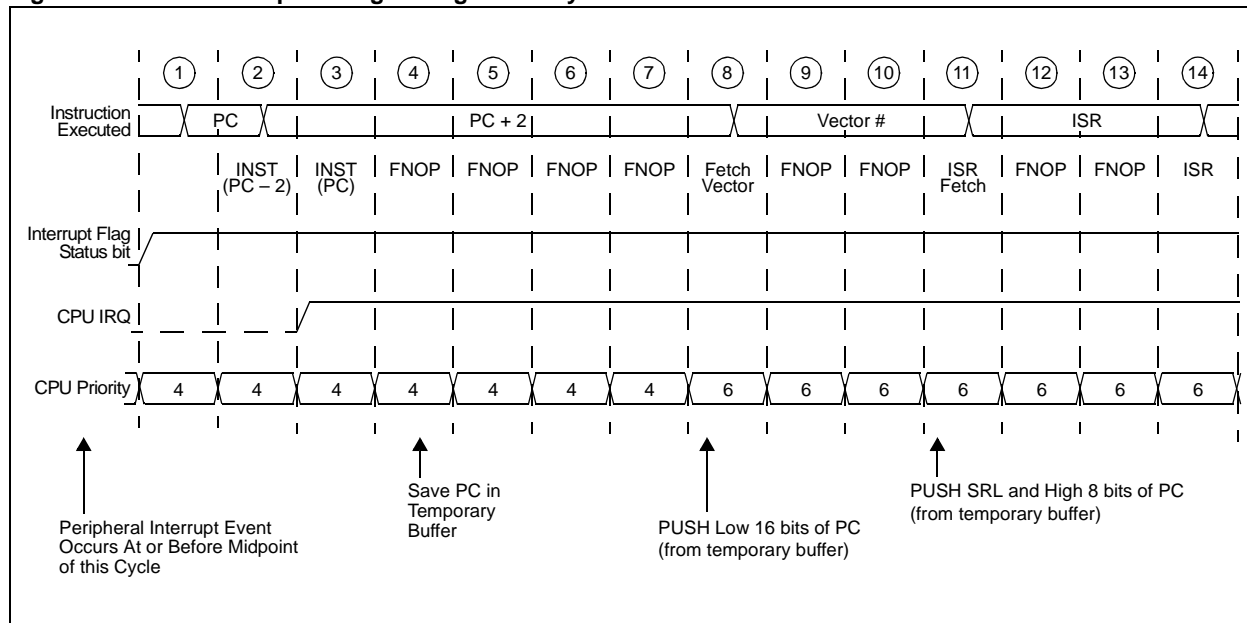 1 2 3 4 5 6 7 8 9 10 11 12 13 14
Instruction
Executed
PC PC + 2 Vector # ISR
INST
(PC – 2)
INST
(PC)
FNOP FNOP FNOP FNOP
Fetch
Vector
FNOP FNOP
ISR
Fetch
FNOP FNOP ISR
Interrupt Flag
Status bit
CPU IRQ
CPU Priority 4 4 4 4 4 4 4 6 6 6 6 6 6 6
Peripheral Interrupt Event
Occurs At or Before Midpoint
of this Cycle
Save PC in
Temporary
Buffer
PUSH Low 16 bits of PC
(from temporary buffer)
PUSH SRL and High 8 bits of PC
(from temporary buffer)